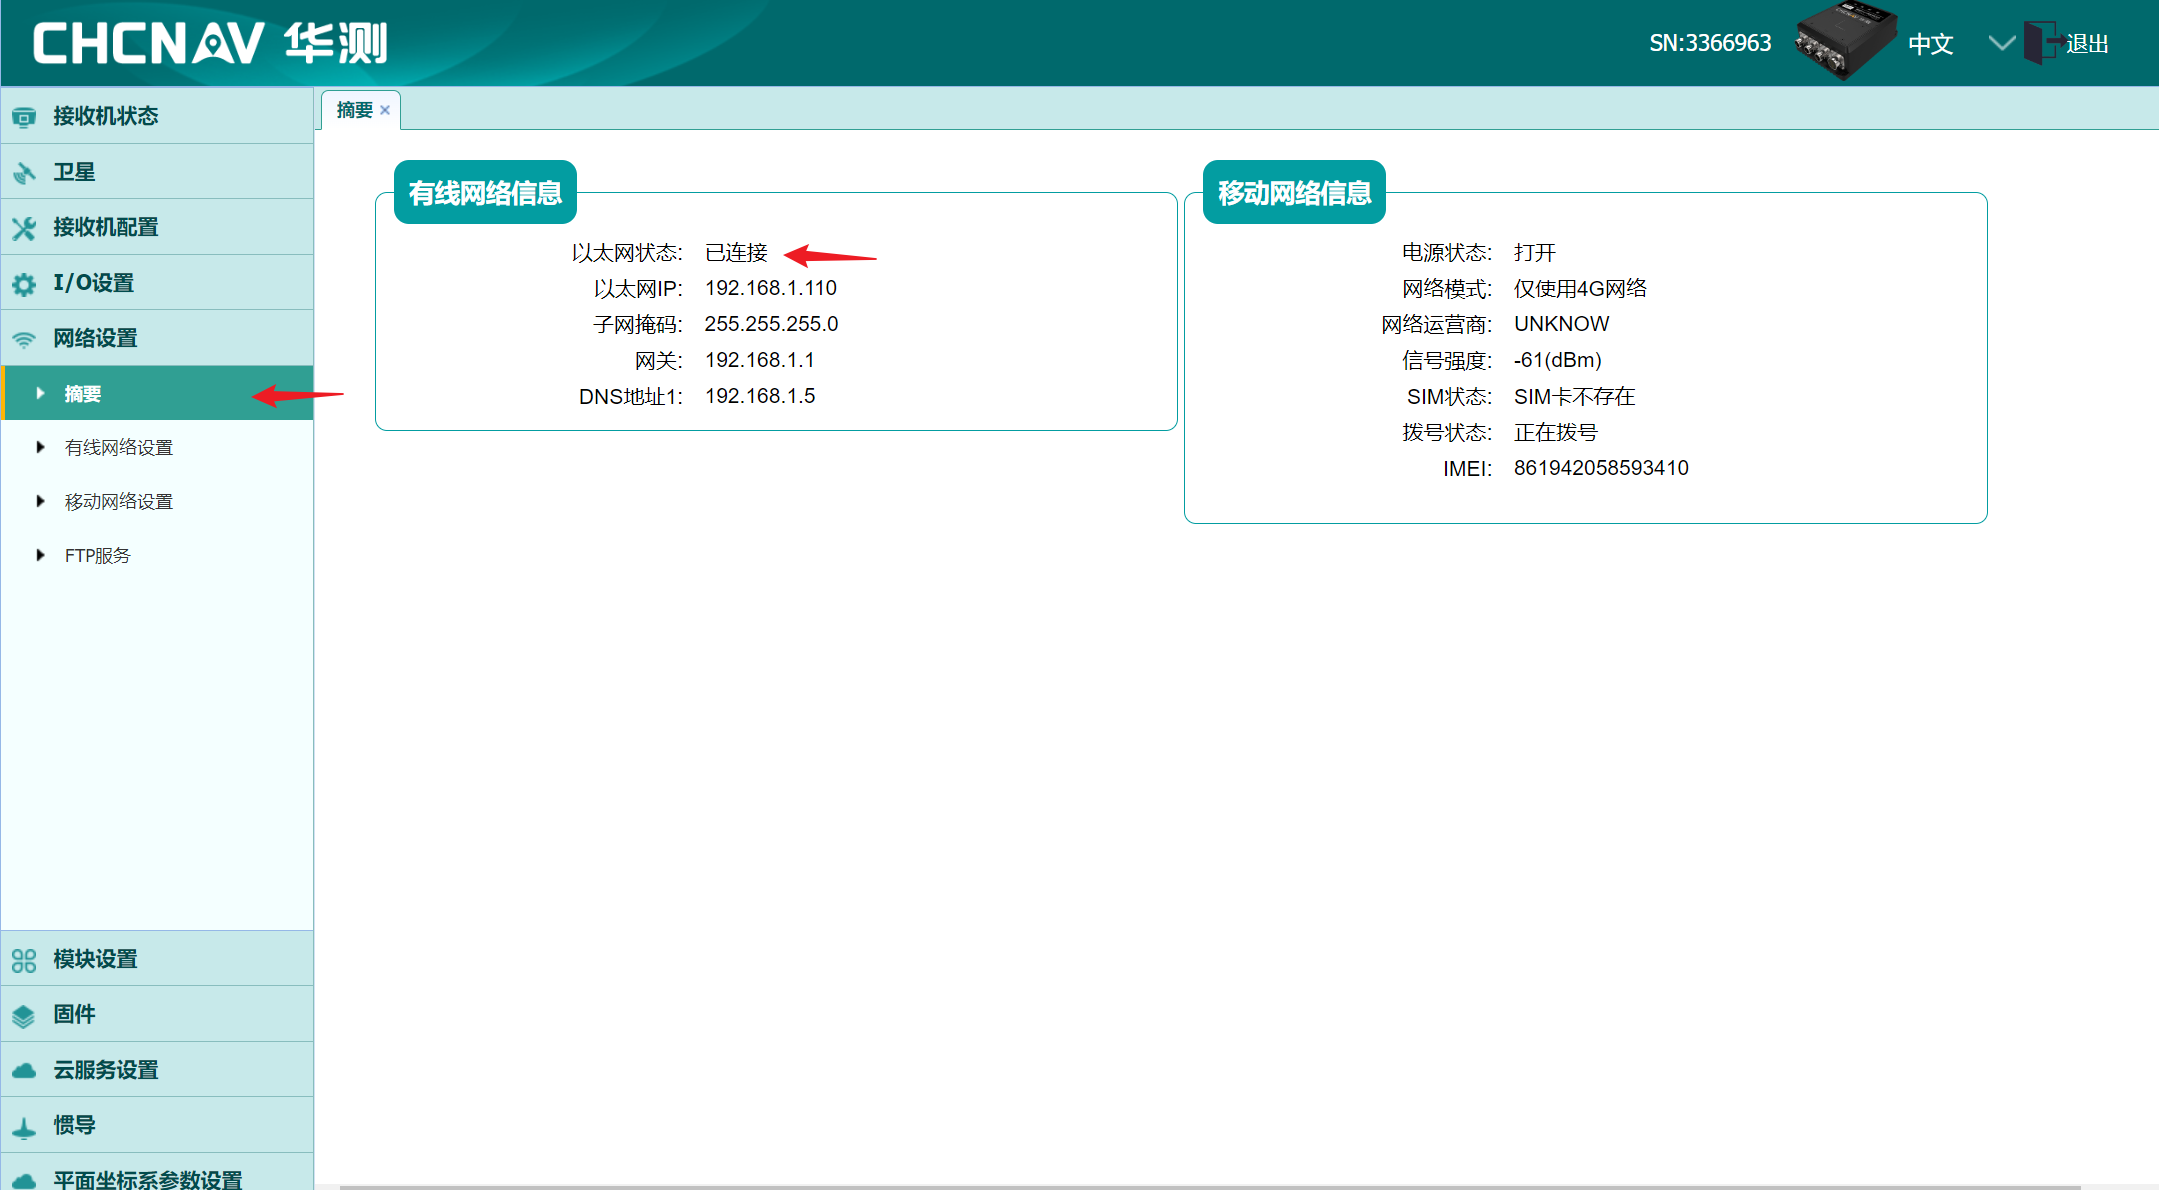 CHCNAV 华测
SN:3366963
中文
退出
接收机状态
卫星
接收机配置
I/O设置
网络设置
摘要
有线网络设置
移动网络设置
FTP服务
模块设置
固件
云服务设置
惯导
平面坐标系参数设置
摘要 ×
有线网络信息
以太网状态: 已连接
以太网IP: 192.168.1.110
子网掩码: 255.255.255.0
网关: 192.168.1.1
DNS地址1: 192.168.1.5
移动网络信息
电源状态: 打开
网络模式: 仅使用4G网络
网络运营商: UNKNOW
信号强度: -61(dBm)
SIM状态: SIM卡不存在
拨号状态: 正在拨号
IMEI: 861942058593410